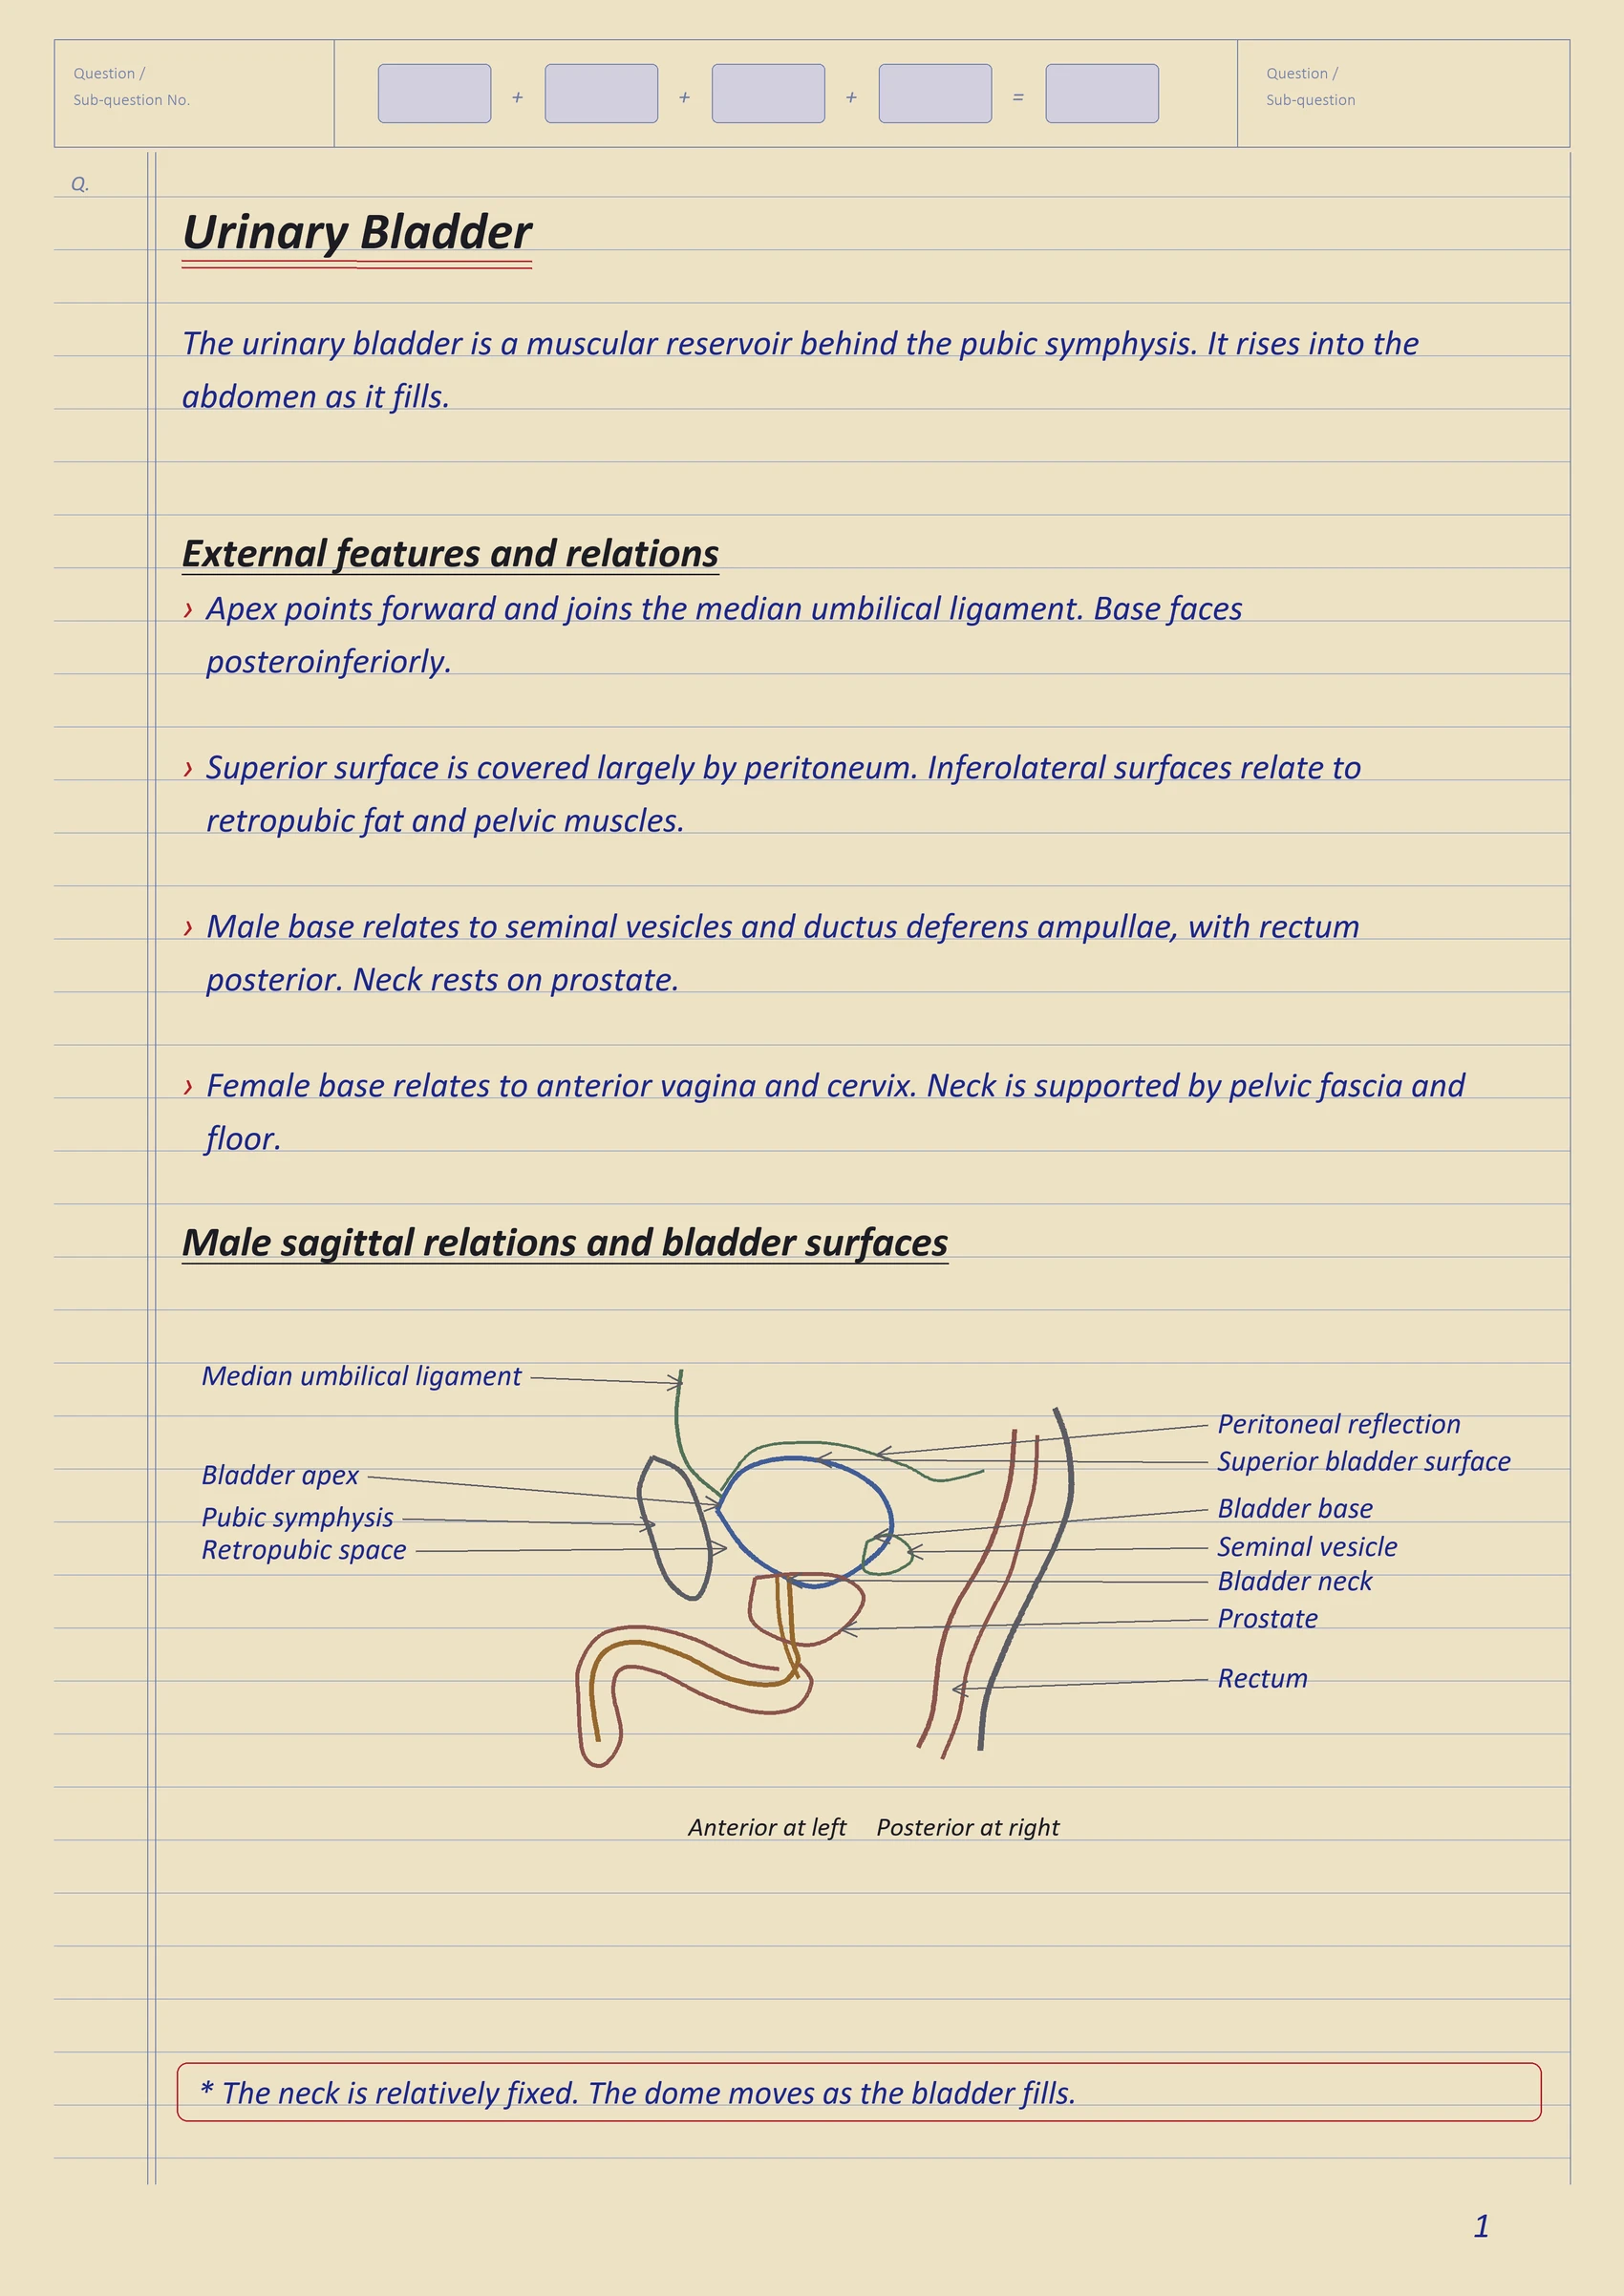 Question /
Sub-question No.
+ + + =
Question /
Sub-question
Q.
Urinary Bladder
The urinary bladder is a muscular reservoir behind the pubic symphysis. It rises into the
abdomen as it fills.
External features and relations
› Apex points forward and joins the median umbilical ligament. Base faces
posteroinferiorly.
› Superior surface is covered largely by peritoneum. Inferolateral surfaces relate to
retropubic fat and pelvic muscles.
› Male base relates to seminal vesicles and ductus deferens ampullae, with rectum
posterior. Neck rests on prostate.
› Female base relates to anterior vagina and cervix. Neck is supported by pelvic fascia and
floor.
Male sagittal relations and bladder surfaces
Median umbilical ligament
Bladder apex
Pubic symphysis
Retropubic space
Peritoneal reflection
Superior bladder surface
Bladder base
Seminal vesicle
Bladder neck
Prostate
Rectum
Anterior at left Posterior at right
* The neck is relatively fixed. The dome moves as the bladder fills.
1